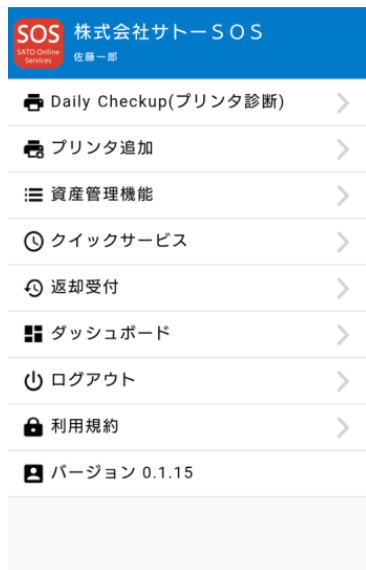 SOS
SATO Online
Services
株式会社サトーＳＯＳ
佐藤一郎
Daily Checkup(プリンタ診断)
プリンタ追加
資産管理機能
クイックサービス
返却受付
ダッシュボード
ログアウト
利用規約
バージョン 0.1.15